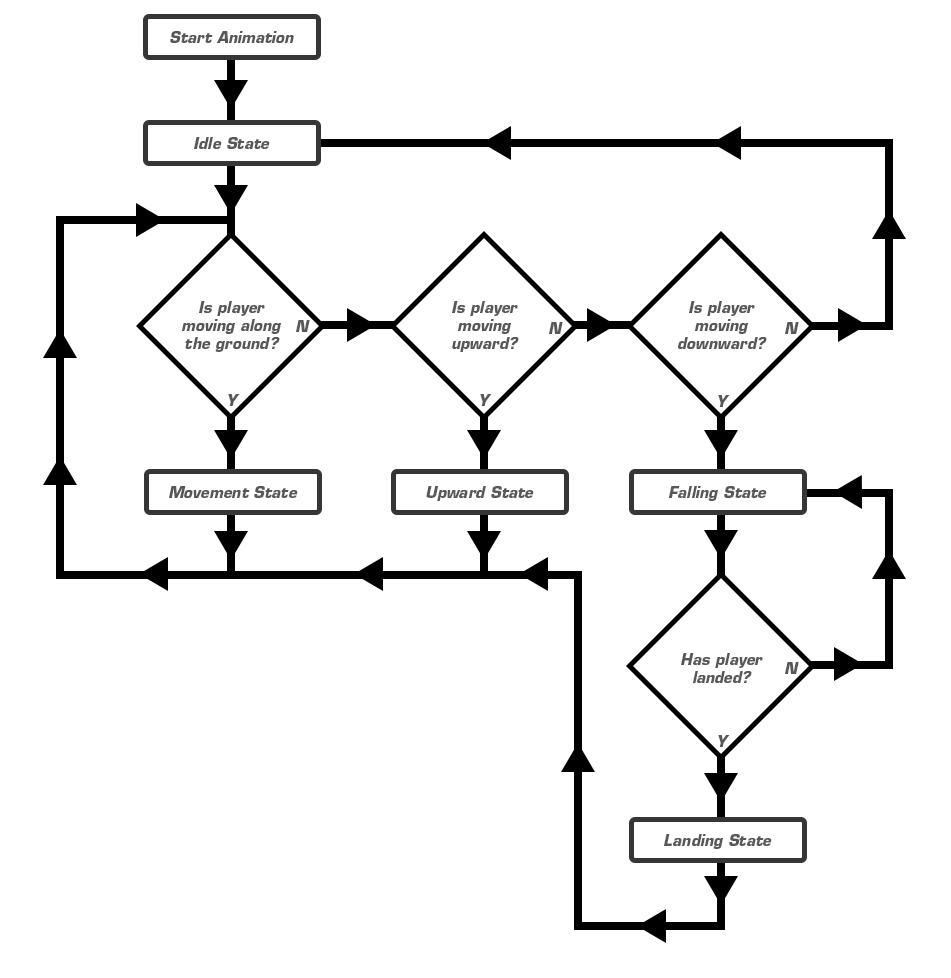 Start Animation
Idle State
Is player
moving along
the ground?
N
Y
Is player
moving
upward?
N
Y
Is player
moving
downward?
N
Y
Movement State
Upward State
Falling State
Has player
landed?
N
Y
Landing State